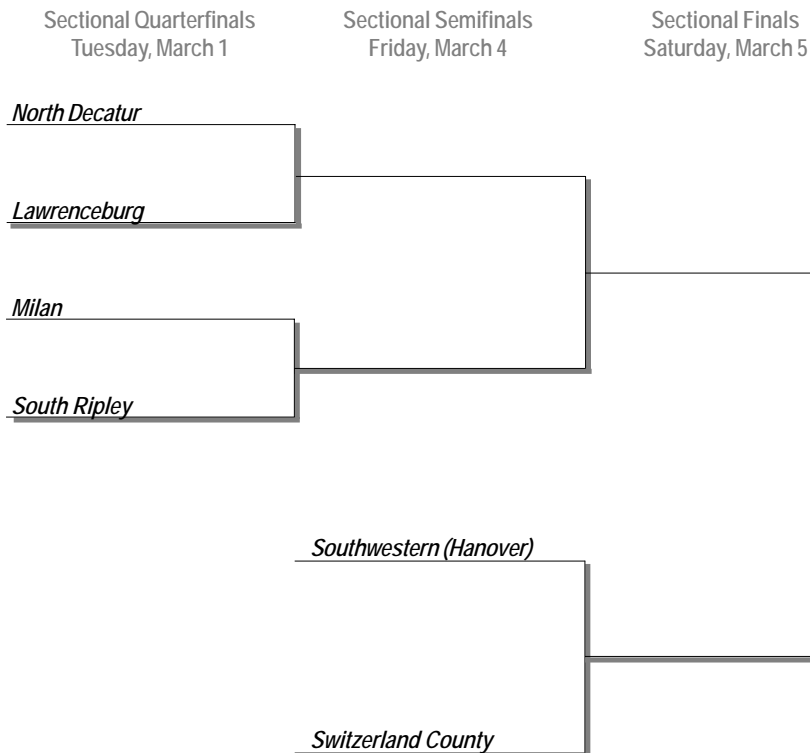 Sectional Quarterfinals
Tuesday, March 1
Sectional Semifinals
Friday, March 4
Sectional Finals
Saturday, March 5
North Decatur
Lawrenceburg
Milan
South Ripley
Southwestern (Hanover)
Switzerland County